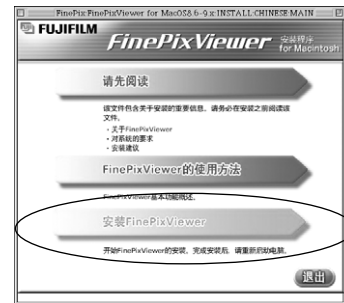 FinePix:FinePixViewer for MacOS8.6-9.x:INSTALL:CHINESE:MAIN
FUJIFILM
FinePixViewer 安装程序
for Macintosh
请先阅读
该文件包含关于安装的重要信息。请务必在安装之前阅读该
文件。
・关于FinePixViewer
・对系统的要求
・安装建议
FinePixViewer的使用方法
FinePixViewer基本功能概述。
安装FinePixViewer
开始FinePixViewer的安装。完成安装后，请重新启动电脑。
退出